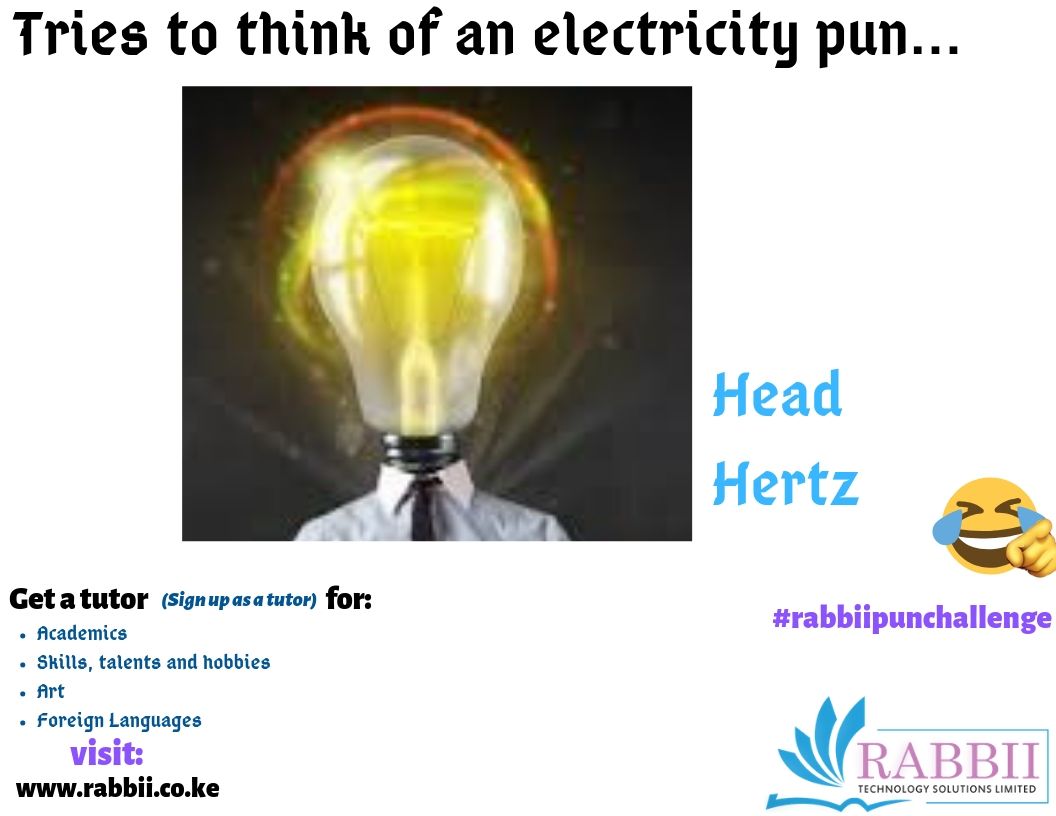 Tries to think of an electricity pun...
Head
Hertz
#rabbiipunchallenge
Get a tutor (Sign up as a tutor) for:
• Academics
• Skills, talents and hobbies
• Art
• Foreign Languages
visit:
www.rabbii.co.ke
RABBII
TECHNOLOGY SOLUTIONS LIMITED